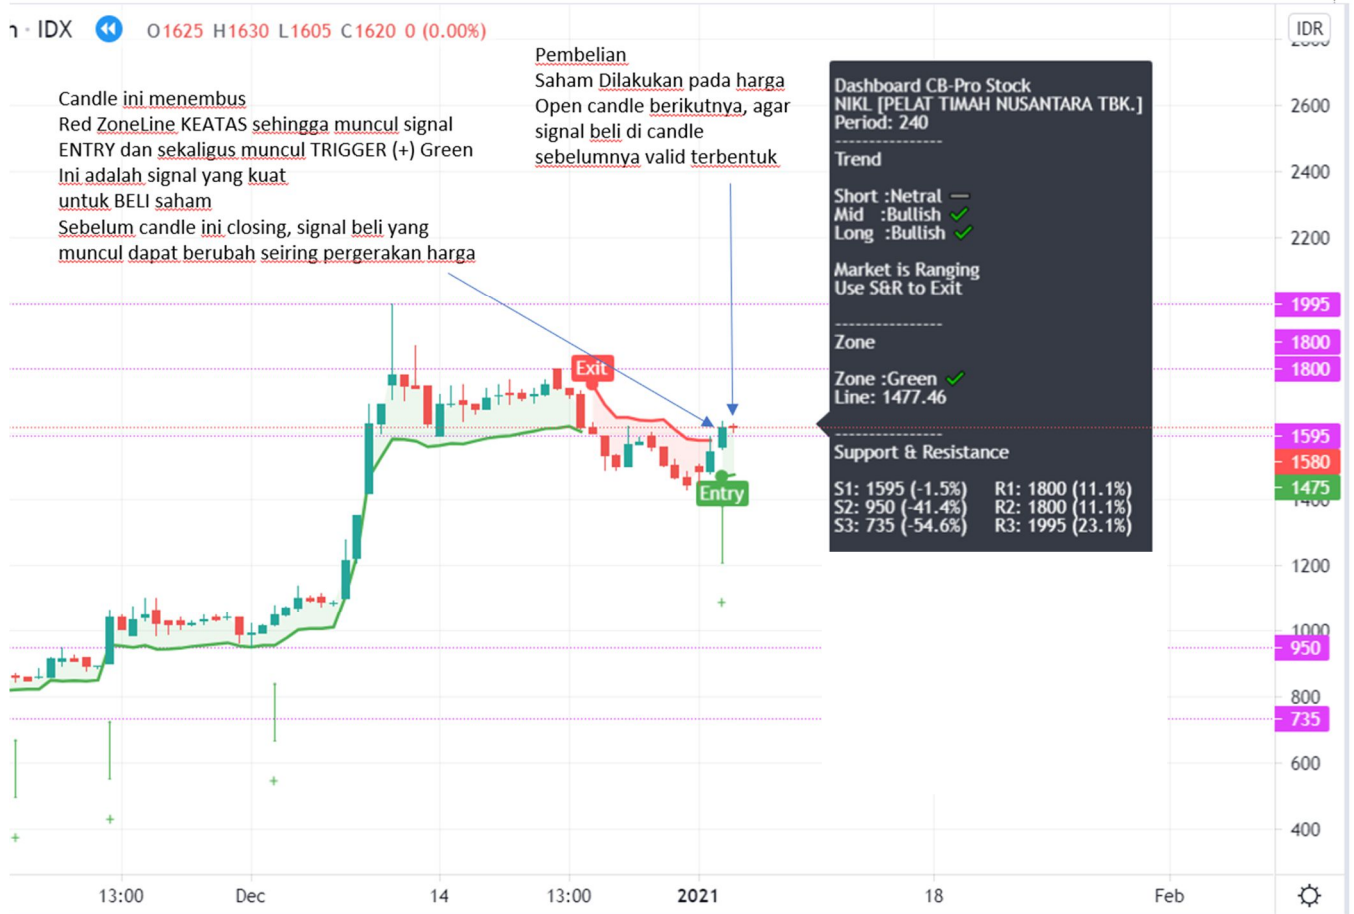 · IDX O1625 H1630 L1605 C1620 0 (0.00%)
IDR
Candle ini menembus
Red ZoneLine KEATAS sehingga muncul signal
ENTRY dan sekaligus muncul TRIGGER (+) Green
Ini adalah signal yang kuat
untuk BELI saham
Sebelum candle ini closing, signal beli yang
muncul dapat berubah seiring pergerakan harga
Pembelian
Saham Dilakukan pada harga
Open candle berikutnya, agar
signal beli di candle
sebelumnya valid terbentuk
Dashboard CB-Pro Stock
NIKL [PELAT TIMAH NUSANTARA TBK.]
Period: 240
----------------
Trend
Short :Netral —
Mid :Bullish ✓
Long :Bullish ✓
Market is Ranging
Use S&R to Exit
----------------
Zone
Zone :Green ✓
Line: 1477.46
----------------
Support & Resistance
S1: 1595 (-1.5%) R1: 1800 (11.1%)
S2: 950 (-41.4%) R2: 1800 (11.1%)
S3: 735 (-54.6%) R3: 1995 (23.1%)
Exit
Entry
+
+
+
+
2600
2400
2200
1995
1800
1800
1595
1580
1475
1400
1200
1000
950
800
735
600
400
13:00 Dec 14 13:00 2021 18 Feb